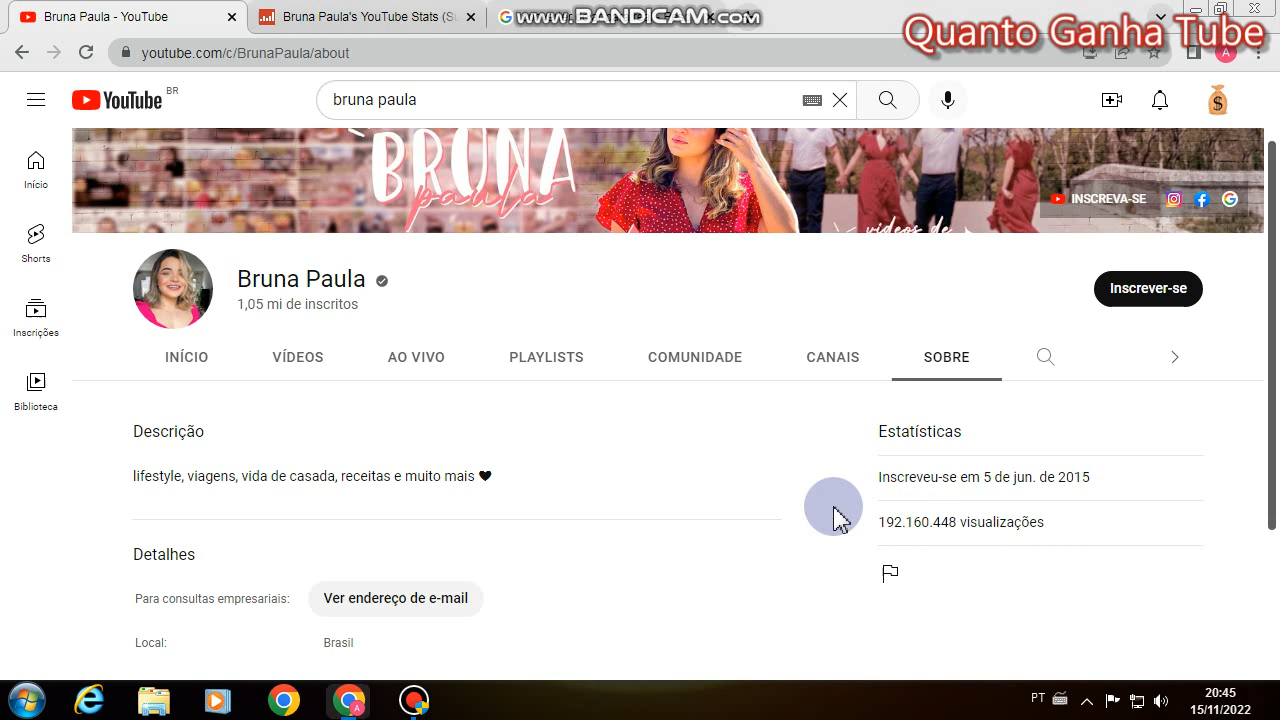 Bruna Paula - YouTube
Bruna Paula's YouTube Stats (Su
www.BANDICAM.com
Quanto Ganha Tube
youtube.com/c/BrunaPaula/about
A
YouTube BR
bruna paula
BRUNA
paula
vídeos de
INSCREVA-SE
Início
Shorts
Inscrições
Biblioteca
Bruna Paula
1,05 mi de inscritos
Inscrever-se
INÍCIO
VÍDEOS
AO VIVO
PLAYLISTS
COMUNIDADE
CANAIS
SOBRE
Descrição
lifestyle, viagens, vida de casada, receitas e muito mais 🖤
Detalhes
Para consultas empresariais:
Ver endereço de e-mail
Local:
Brasil
Estatísticas
Inscreveu-se em 5 de jun. de 2015
192.160.448 visualizações
PT
20:45
15/11/2022